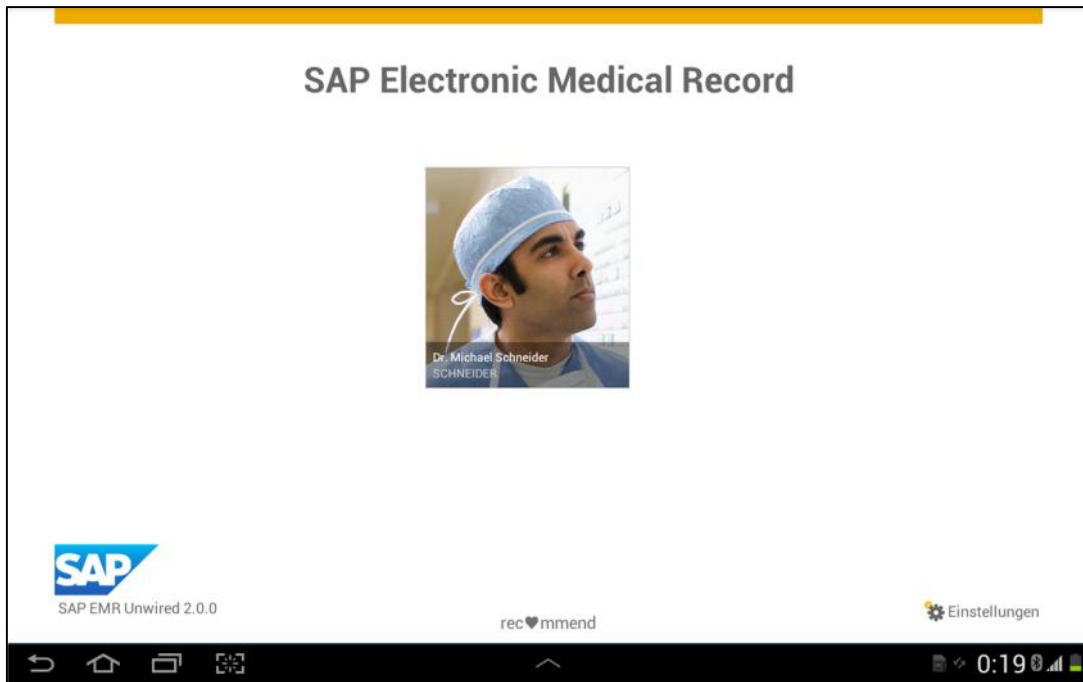 SAP Electronic Medical Record
Dr. Michael Schneider
SCHNEIDER
SAP
SAP EMR Unwired 2.0.0
rec♥mmend
Einstellungen
0:19